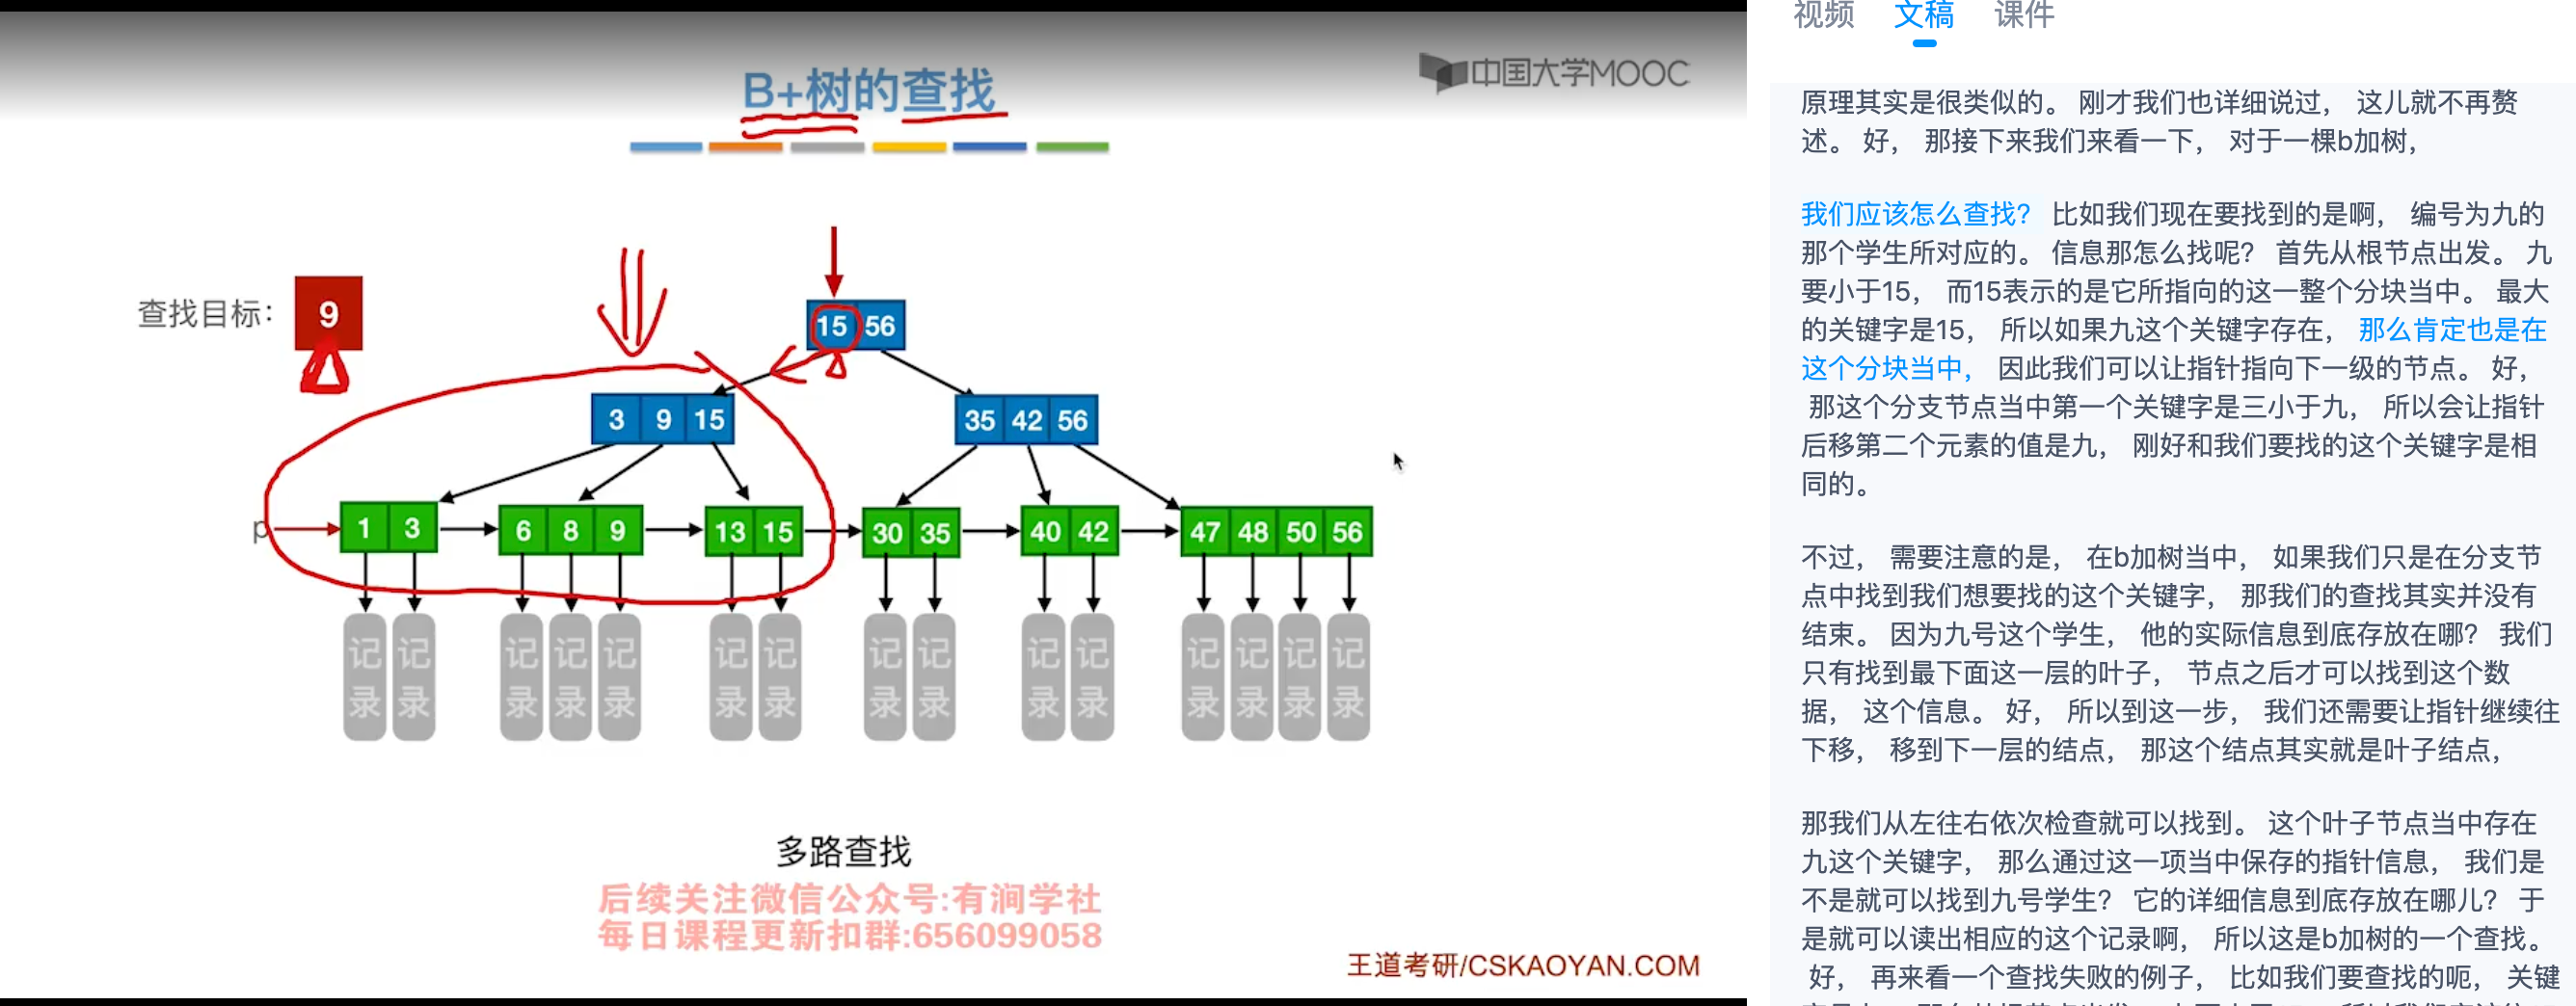 B+树的查找
中国大学MOOC
查找目标：
9
15 56
3 9 15
35 42 56
p
1 3
6 8 9
13 15
30 35
40 42
47 48 50 56
记录 记录 记录 记录 记录 记录 记录 记录 记录 记录 记录 记录 记录 记录 记录
多路查找
后续关注微信公众号:有涧学社
每日课程更新扣群:656099058
王道考研/CSKAOYAN.COM
视频 文稿 课件
原理其实是很类似的。 刚才我们也详细说过， 这儿就不再赘
述。 好， 那接下来我们来看一下， 对于一棵b加树，
我们应该怎么查找? 比如我们现在要找到的是啊， 编号为九的
那个学生所对应的。 信息那怎么找呢? 首先从根节点出发。 九
要小于15， 而15表示的是它所指向的这一整个分块当中。 最大
的关键字是15， 所以如果九这个关键字存在， 那么肯定也是在
这个分块当中， 因此我们可以让指针指向下一级的节点。 好，
那这个分支节点当中第一个关键字是三小于九， 所以会让指针
后移第二个元素的值是九， 刚好和我们要找的这个关键字是相
同的。
不过， 需要注意的是， 在b加树当中， 如果我们只是在分支节
点中找到我们想要找的这个关键字， 那我们的查找其实并没有
结束。 因为九号这个学生， 他的实际信息到底存放在哪? 我们
只有找到最下面这一层的叶子， 节点之后才可以找到这个数
据， 这个信息。 好， 所以到这一步， 我们还需要让指针继续往
下移， 移到下一层的结点， 那这个结点其实就是叶子结点，
那我们从左往右依次检查就可以找到。 这个叶子节点当中存在
九这个关键字， 那么通过这一项当中保存的指针信息， 我们是
不是就可以找到九号学生? 它的详细信息到底存放在哪儿? 于
是就可以读出相应的这个记录啊， 所以这是b加树的一个查找。
好， 再来看一个查找失败的例子， 比如我们要查找的呃， 关键